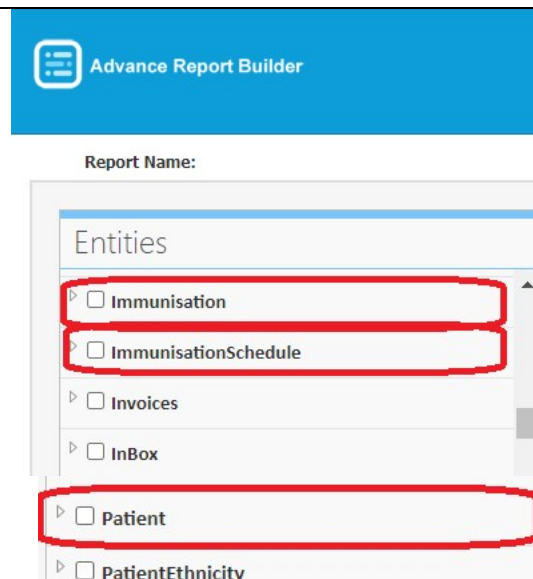 Advance Report Builder
Report Name:
Entities
Immunisation
ImmunisationSchedule
Invoices
InBox
Patient
PatientEthnicity